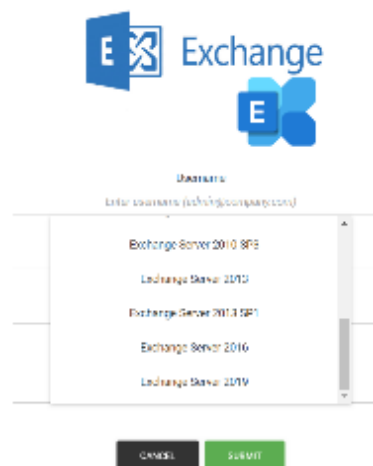 E Exchange
E
Username
Enter username (admin@company.com)
Exchange Server 2010 SP3
Exchange Server 2013
Exchange Server 2013 SP1
Exchange Server 2016
Exchange Server 2019
CANCEL SUBMIT